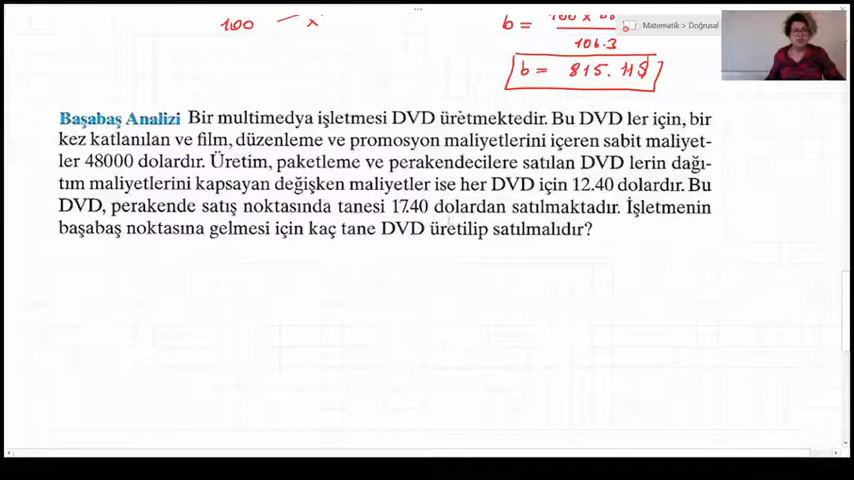 100 — x
b =
106.3
b = 815.11$
Matematik > Doğrusal
Başabaş Analizi Bir multimedya işletmesi DVD üretmektedir. Bu DVD ler için, bir
kez katlanılan ve film, düzenleme ve promosyon maliyetlerini içeren sabit maliyet-
ler 48000 dolardır. Üretim, paketleme ve perakendecilere satılan DVD lerin dağı-
tım maliyetlerini kapsayan değişken maliyetler ise her DVD için 12.40 dolardır. Bu
DVD, perakende satış noktasında tanesi 17.40 dolardan satılmaktadır. İşletmenin
başabaş noktasına gelmesi için kaç tane DVD üretilip satılmalıdır?